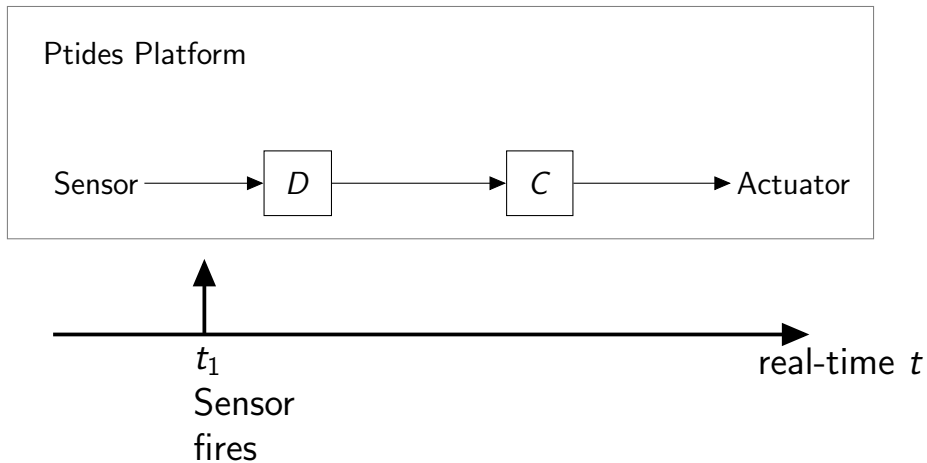 Ptides Platform
Sensor D C Actuator
t₁ real-time t
Sensor
fires